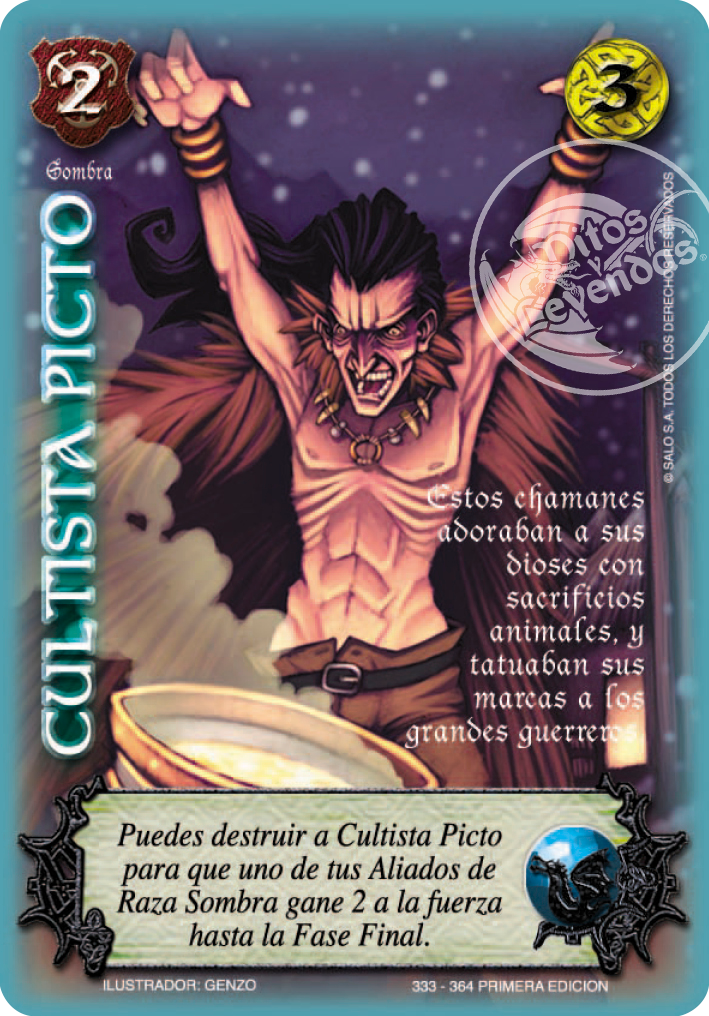 2
3
Sombra
CULTISTA PICTO
Mitos
y
Leyendas
®
© SALO S.A. TODOS LOS DERECHOS RESERVADOS
Estos chamanes
adoraban a sus
dioses con
sacrificios
animales, y
tatuaban sus
marcas a los
grandes guerreros.
Puedes destruir a Cultista Picto
para que uno de tus Aliados de
Raza Sombra gane 2 a la fuerza
hasta la Fase Final.
ILUSTRADOR: GENZO
333 - 364 PRIMERA EDICION